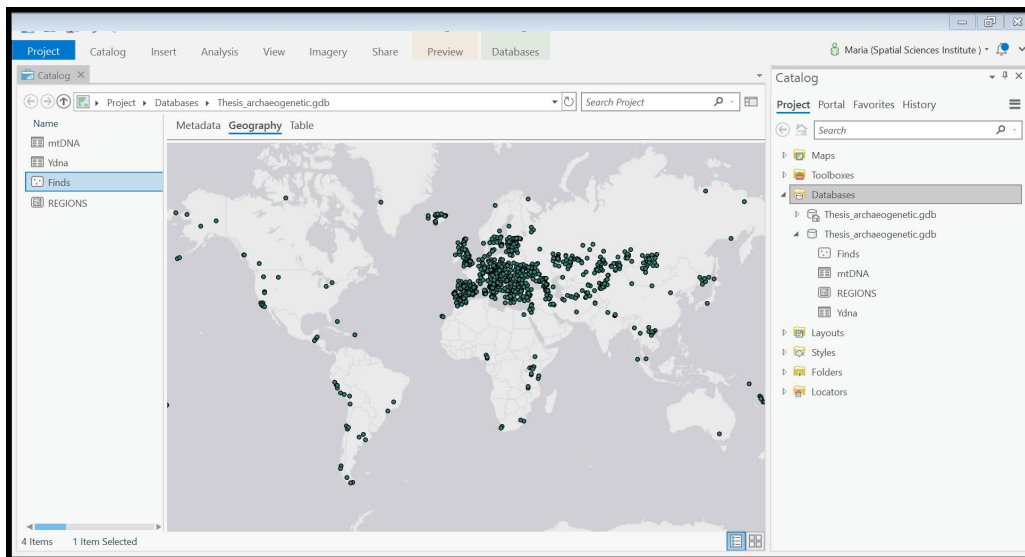 Project Catalog Insert Analysis View Imagery Share Preview Databases
Maria (Spatial Sciences Institute )
Catalog
Project Databases Thesis_archaeogenetic.gdb
Search Project
Name
mtDNA
Ydna
Finds
REGIONS
Metadata Geography Table
4 Items 1 Item Selected
Catalog
Project Portal Favorites History
Search
Maps
Toolboxes
Databases
Thesis_archaeogenetic.gdb
Thesis_archaeogenetic.gdb
Finds
mtDNA
REGIONS
Ydna
Layouts
Styles
Folders
Locators